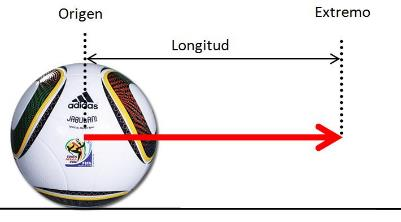 Origen
Extremo
Longitud
adidas
JABULANI